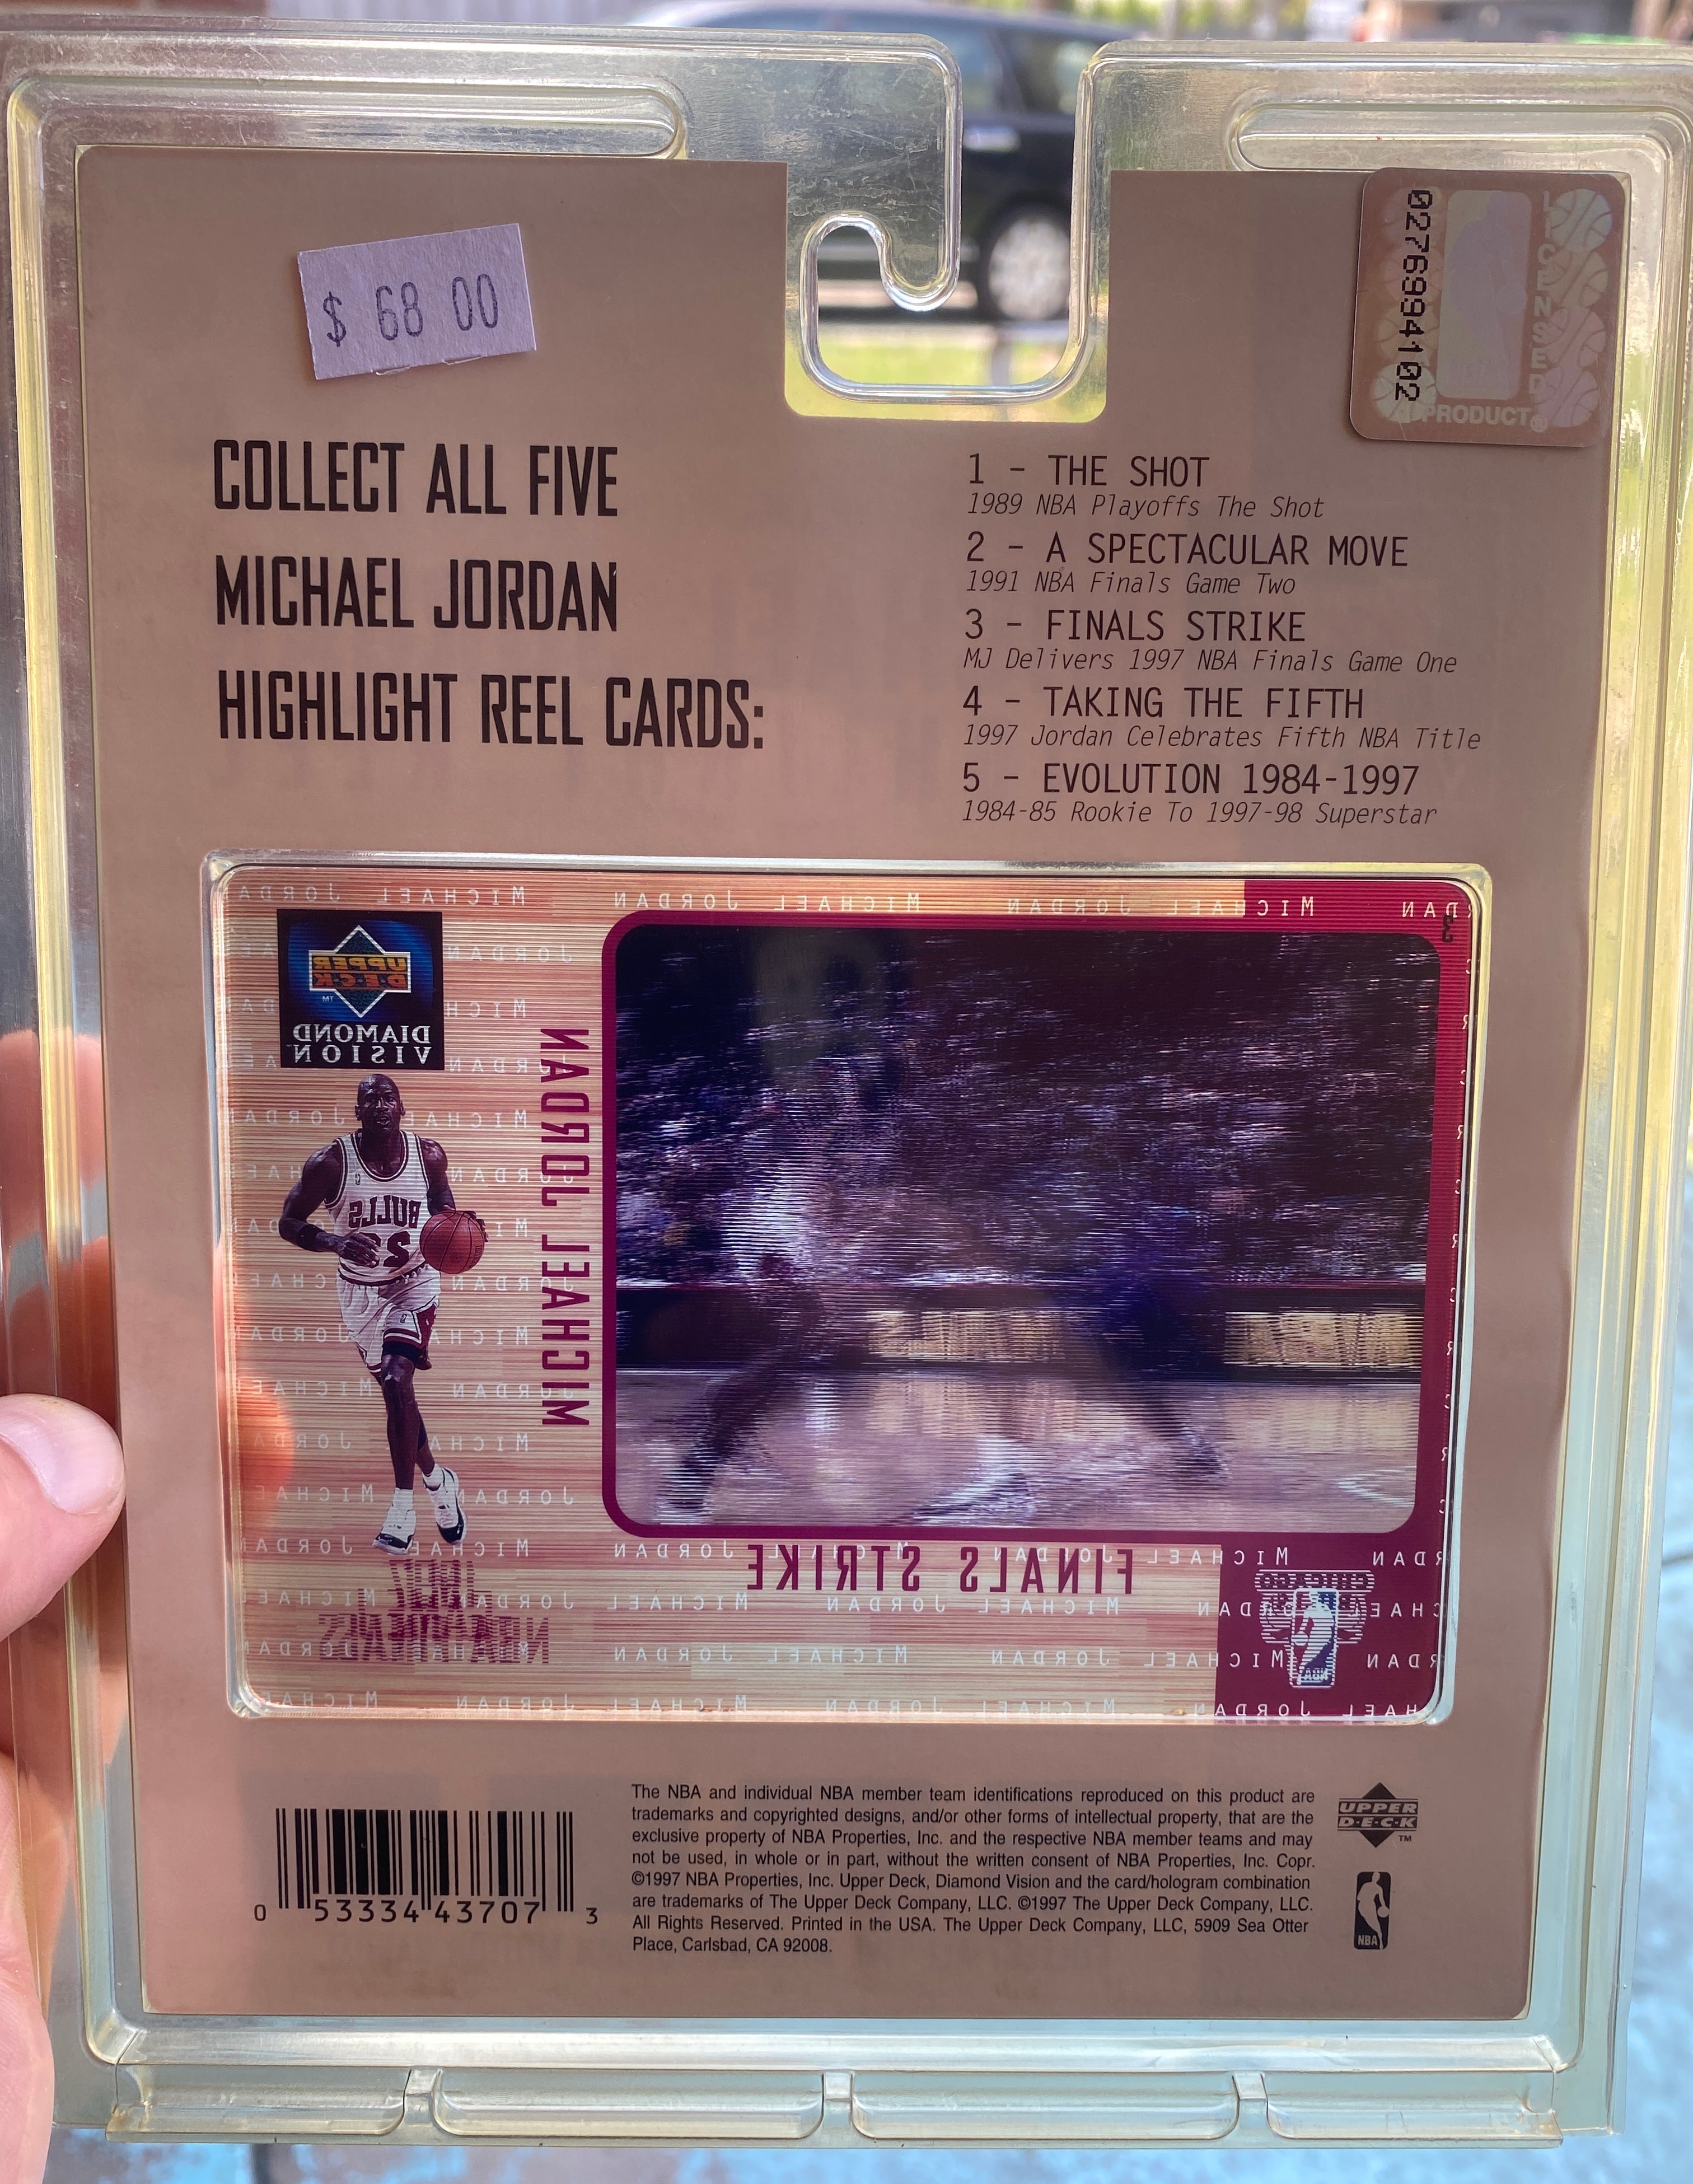 $ 68 00
0276994102
LICENSED
PRODUCT®
COLLECT ALL FIVE
MICHAEL JORDAN
HIGHLIGHT REEL CARDS:
1 - THE SHOT
1989 NBA Playoffs The Shot
2 - A SPECTACULAR MOVE
1991 NBA Finals Game Two
3 - FINALS STRIKE
MJ Delivers 1997 NBA Finals Game One
4 - TAKING THE FIFTH
1997 Jordan Celebrates Fifth NBA Title
5 - EVOLUTION 1984-1997
1984-85 Rookie To 1997-98 Superstar
UPPER
D·E·C·K
TM
DIAMOND
VISION
MICHAEL JORDAN
BULLS
23
FINALS STRIKE
NBA
The NBA and individual NBA member team identifications reproduced on this product are
trademarks and copyrighted designs, and/or other forms of intellectual property, that are the
exclusive property of NBA Properties, Inc. and the respective NBA member teams and may
not be used, in whole or in part, without the written consent of NBA Properties, Inc. Copr.
©1997 NBA Properties, Inc. Upper Deck, Diamond Vision and the card/hologram combination
are trademarks of The Upper Deck Company, LLC. ©1997 The Upper Deck Company, LLC.
All Rights Reserved. Printed in the USA. The Upper Deck Company, LLC, 5909 Sea Otter
Place, Carlsbad, CA 92008.
0 53334 43707 3
UPPER
D·E·C·K
TM
NBA